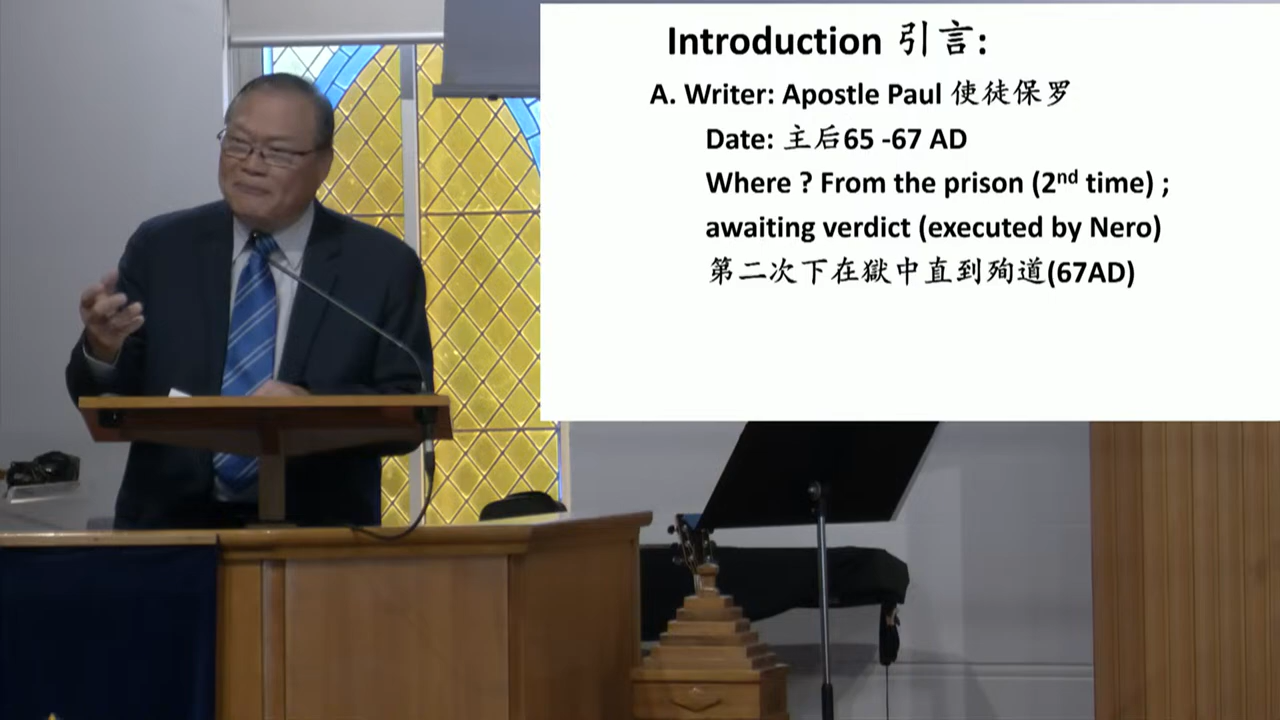 Introduction 引言:
A. Writer: Apostle Paul 使徒保罗
Date: 主后65 -67 AD
Where ? From the prison (2nd time) ;
awaiting verdict (executed by Nero)
第二次下在獄中直到殉道(67AD)